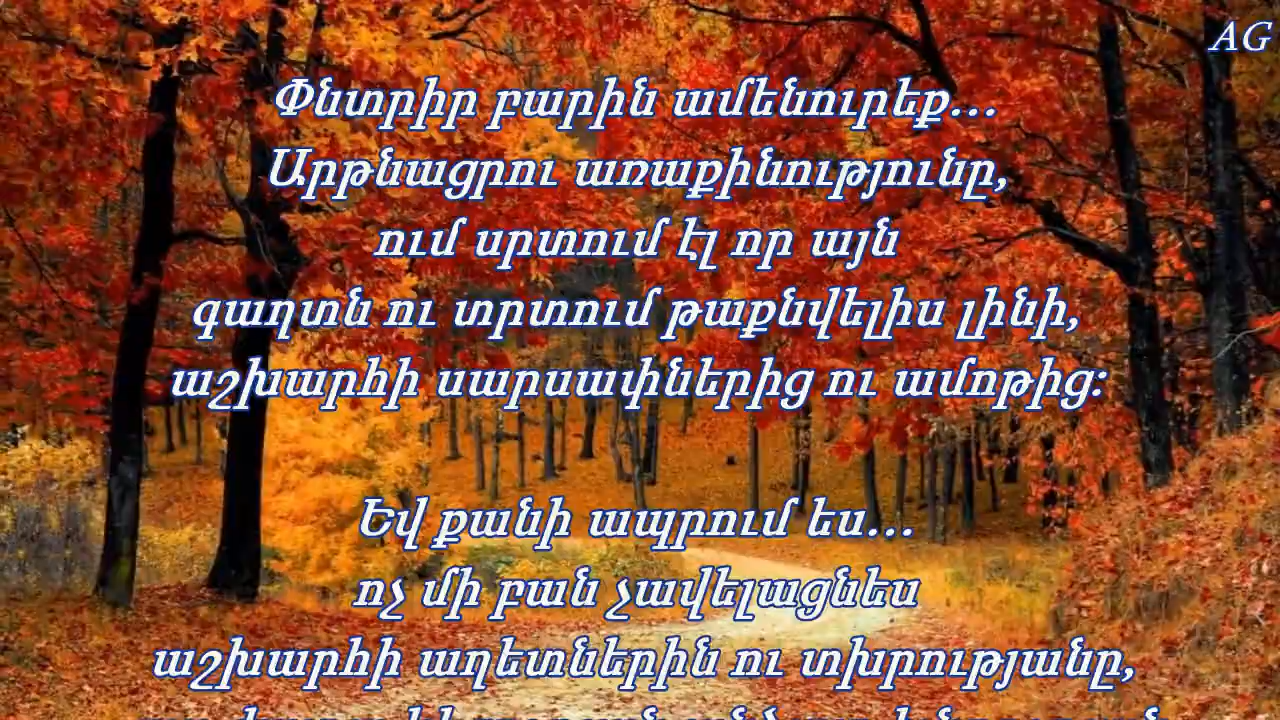 AG
Փնտրիր բարին ամենուրեք...
Արթնացրու առաքինությունը,
ում սրտում էլ որ այն
գաղտն ու տրտում թաքնվելիս լինի,
աշխարհի սարսափներից ու ամոթից:
Եվ քանի ապրում ես...
ոչ մի բան չավելացնես
աշխարհի աղետներին ու տխրությանը,